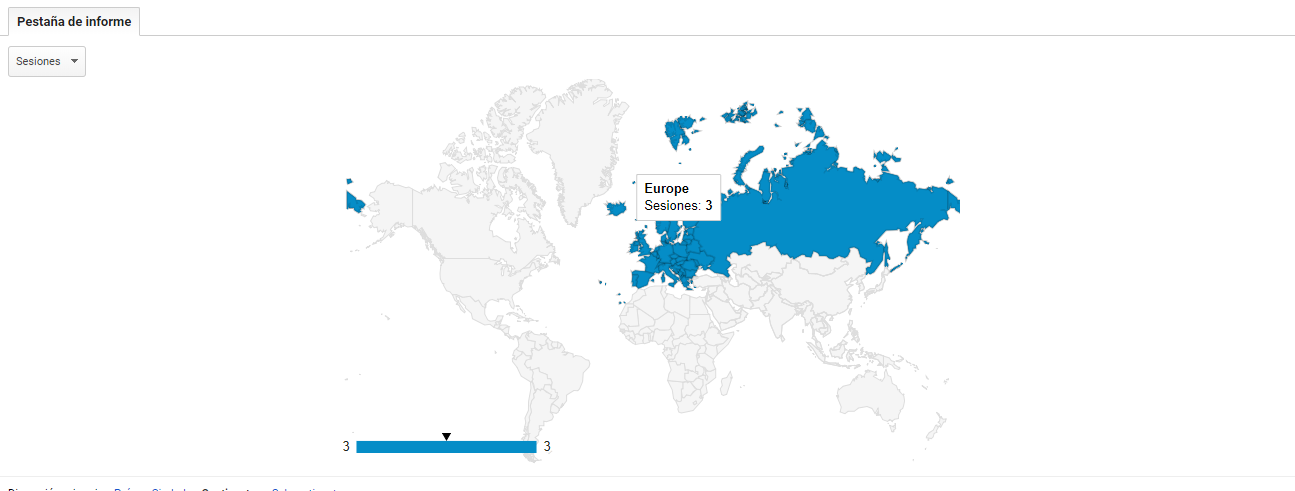 Pestaña de informe
Sesiones
Europe
Sesiones: 3
3 3